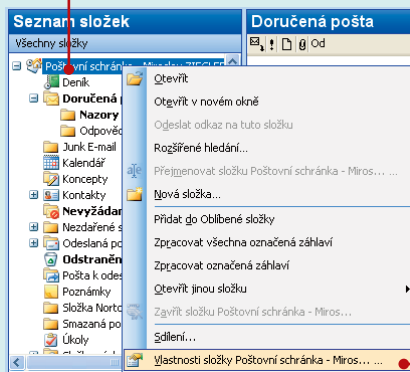 Seznam složek
Doručená pošta
Všechny složky
Od
Poštovní schránka - Miroslav ZIEGLER
Deník
Doručená
Nazory
Odpově
Junk E-mail
Kalendář
Koncepty
Kontakty
Nevyžádan
Nezdařené s
Odeslaná po
Odstraněn
Pošta k odes
Poznámky
Složka Norto
Smazaná po
Úkoly
Otevřít
Otevřít v novém okně
Odeslat odkaz na tuto složku
Rozšířené hledání...
Přejmenovat složku Poštovní schránka - Miros... ...
Nová složka...
Přidat do Oblíbené složky
Zpracovat všechna označená záhlaví
Zpracovat označená záhlaví
Otevřít jinou složku
Zavřít složku Poštovní schránka - Miros...
Sdílení...
Vlastnosti složky Poštovní schránka - Miros... ...